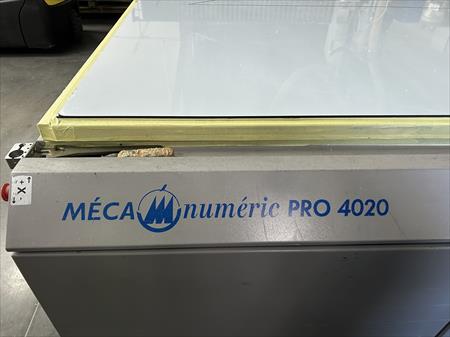 MÉCA numéric PRO 4020
+ X -